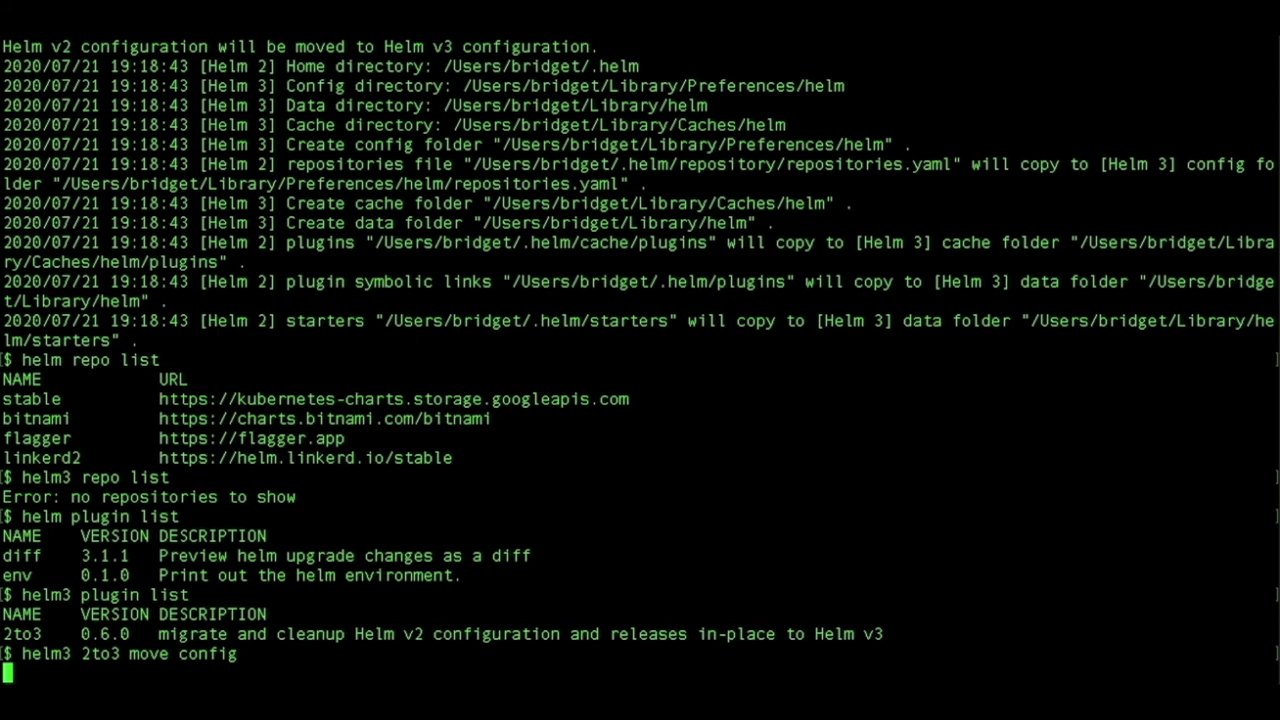 Helm v2 configuration will be moved to Helm v3 configuration.
2020/07/21 19:18:43 [Helm 2] Home directory: /Users/bridget/.helm
2020/07/21 19:18:43 [Helm 3] Config directory: /Users/bridget/Library/Preferences/helm
2020/07/21 19:18:43 [Helm 3] Data directory: /Users/bridget/Library/helm
2020/07/21 19:18:43 [Helm 3] Cache directory: /Users/bridget/Library/Caches/helm
2020/07/21 19:18:43 [Helm 3] Create config folder "/Users/bridget/Library/Preferences/helm" .
2020/07/21 19:18:43 [Helm 2] repositories file "/Users/bridget/.helm/repository/repositories.yaml" will copy to [Helm 3] config fo
lder "/Users/bridget/Library/Preferences/helm/repositories.yaml" .
2020/07/21 19:18:43 [Helm 3] Create cache folder "/Users/bridget/Library/Caches/helm" .
2020/07/21 19:18:43 [Helm 3] Create data folder "/Users/bridget/Library/helm" .
2020/07/21 19:18:43 [Helm 2] plugins "/Users/bridget/.helm/cache/plugins" will copy to [Helm 3] cache folder "/Users/bridget/Libra
ry/Caches/helm/plugins" .
2020/07/21 19:18:43 [Helm 2] plugin symbolic links "/Users/bridget/.helm/plugins" will copy to [Helm 3] data folder "/Users/bridge
t/Library/helm" .
2020/07/21 19:18:43 [Helm 2] starters "/Users/bridget/.helm/starters" will copy to [Helm 3] data folder "/Users/bridget/Library/he
lm/starters" .
[$ helm repo list ]
NAME URL
stable https://kubernetes-charts.storage.googleapis.com
bitnami https://charts.bitnami.com/bitnami
flagger https://flagger.app
linkerd2 https://helm.linkerd.io/stable
[$ helm3 repo list ]
Error: no repositories to show
[$ helm plugin list ]
NAME VERSION DESCRIPTION
diff 3.1.1 Preview helm upgrade changes as a diff
env 0.1.0 Print out the helm environment.
[$ helm3 plugin list ]
NAME VERSION DESCRIPTION
2to3 0.6.0 migrate and cleanup Helm v2 configuration and releases in-place to Helm v3
[$ helm3 2to3 move config ]